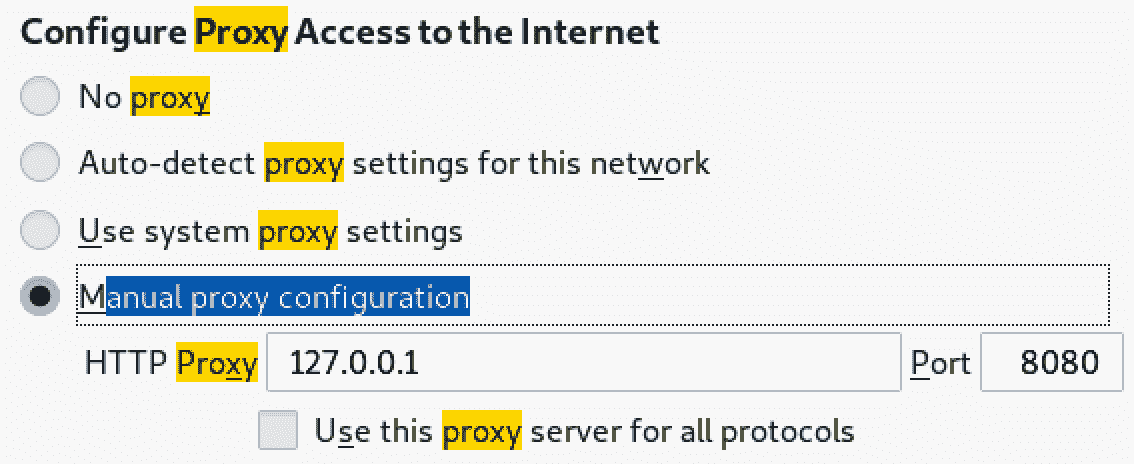 Configure Proxy Access to the Internet
No proxy
Auto-detect proxy settings for this network
Use system proxy settings
Manual proxy configuration
HTTP Proxy 127.0.0.1 Port 8080
Use this proxy server for all protocols